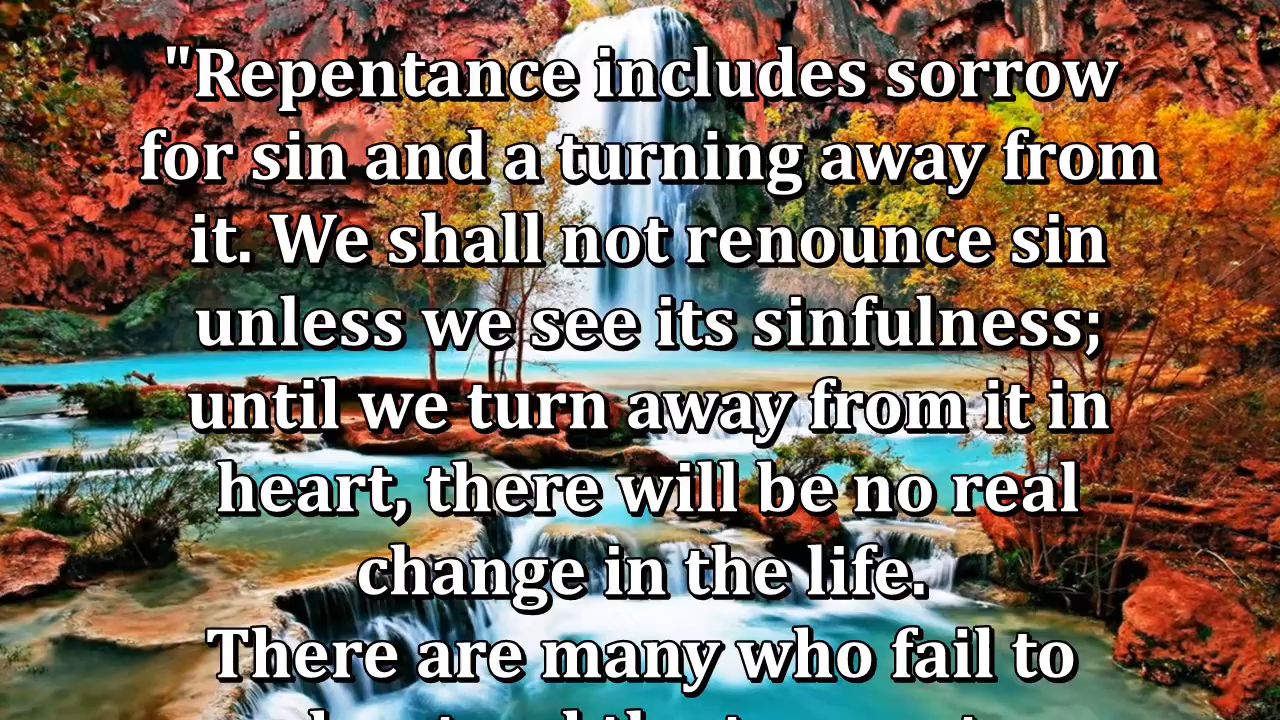 "Repentance includes sorrow
for sin and a turning away from
it. We shall not renounce sin
unless we see its sinfulness;
until we turn away from it in
heart, there will be no real
change in the life.
There are many who fail to